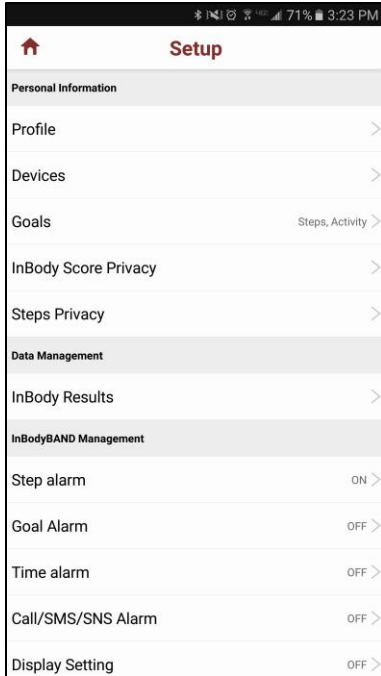 71% 3:23 PM
Setup
Personal Information
Profile
Devices
Goals Steps, Activity
InBody Score Privacy
Steps Privacy
Data Management
InBody Results
InBodyBAND Management
Step alarm ON
Goal Alarm OFF
Time alarm OFF
Call/SMS/SNS Alarm OFF
Display Setting OFF